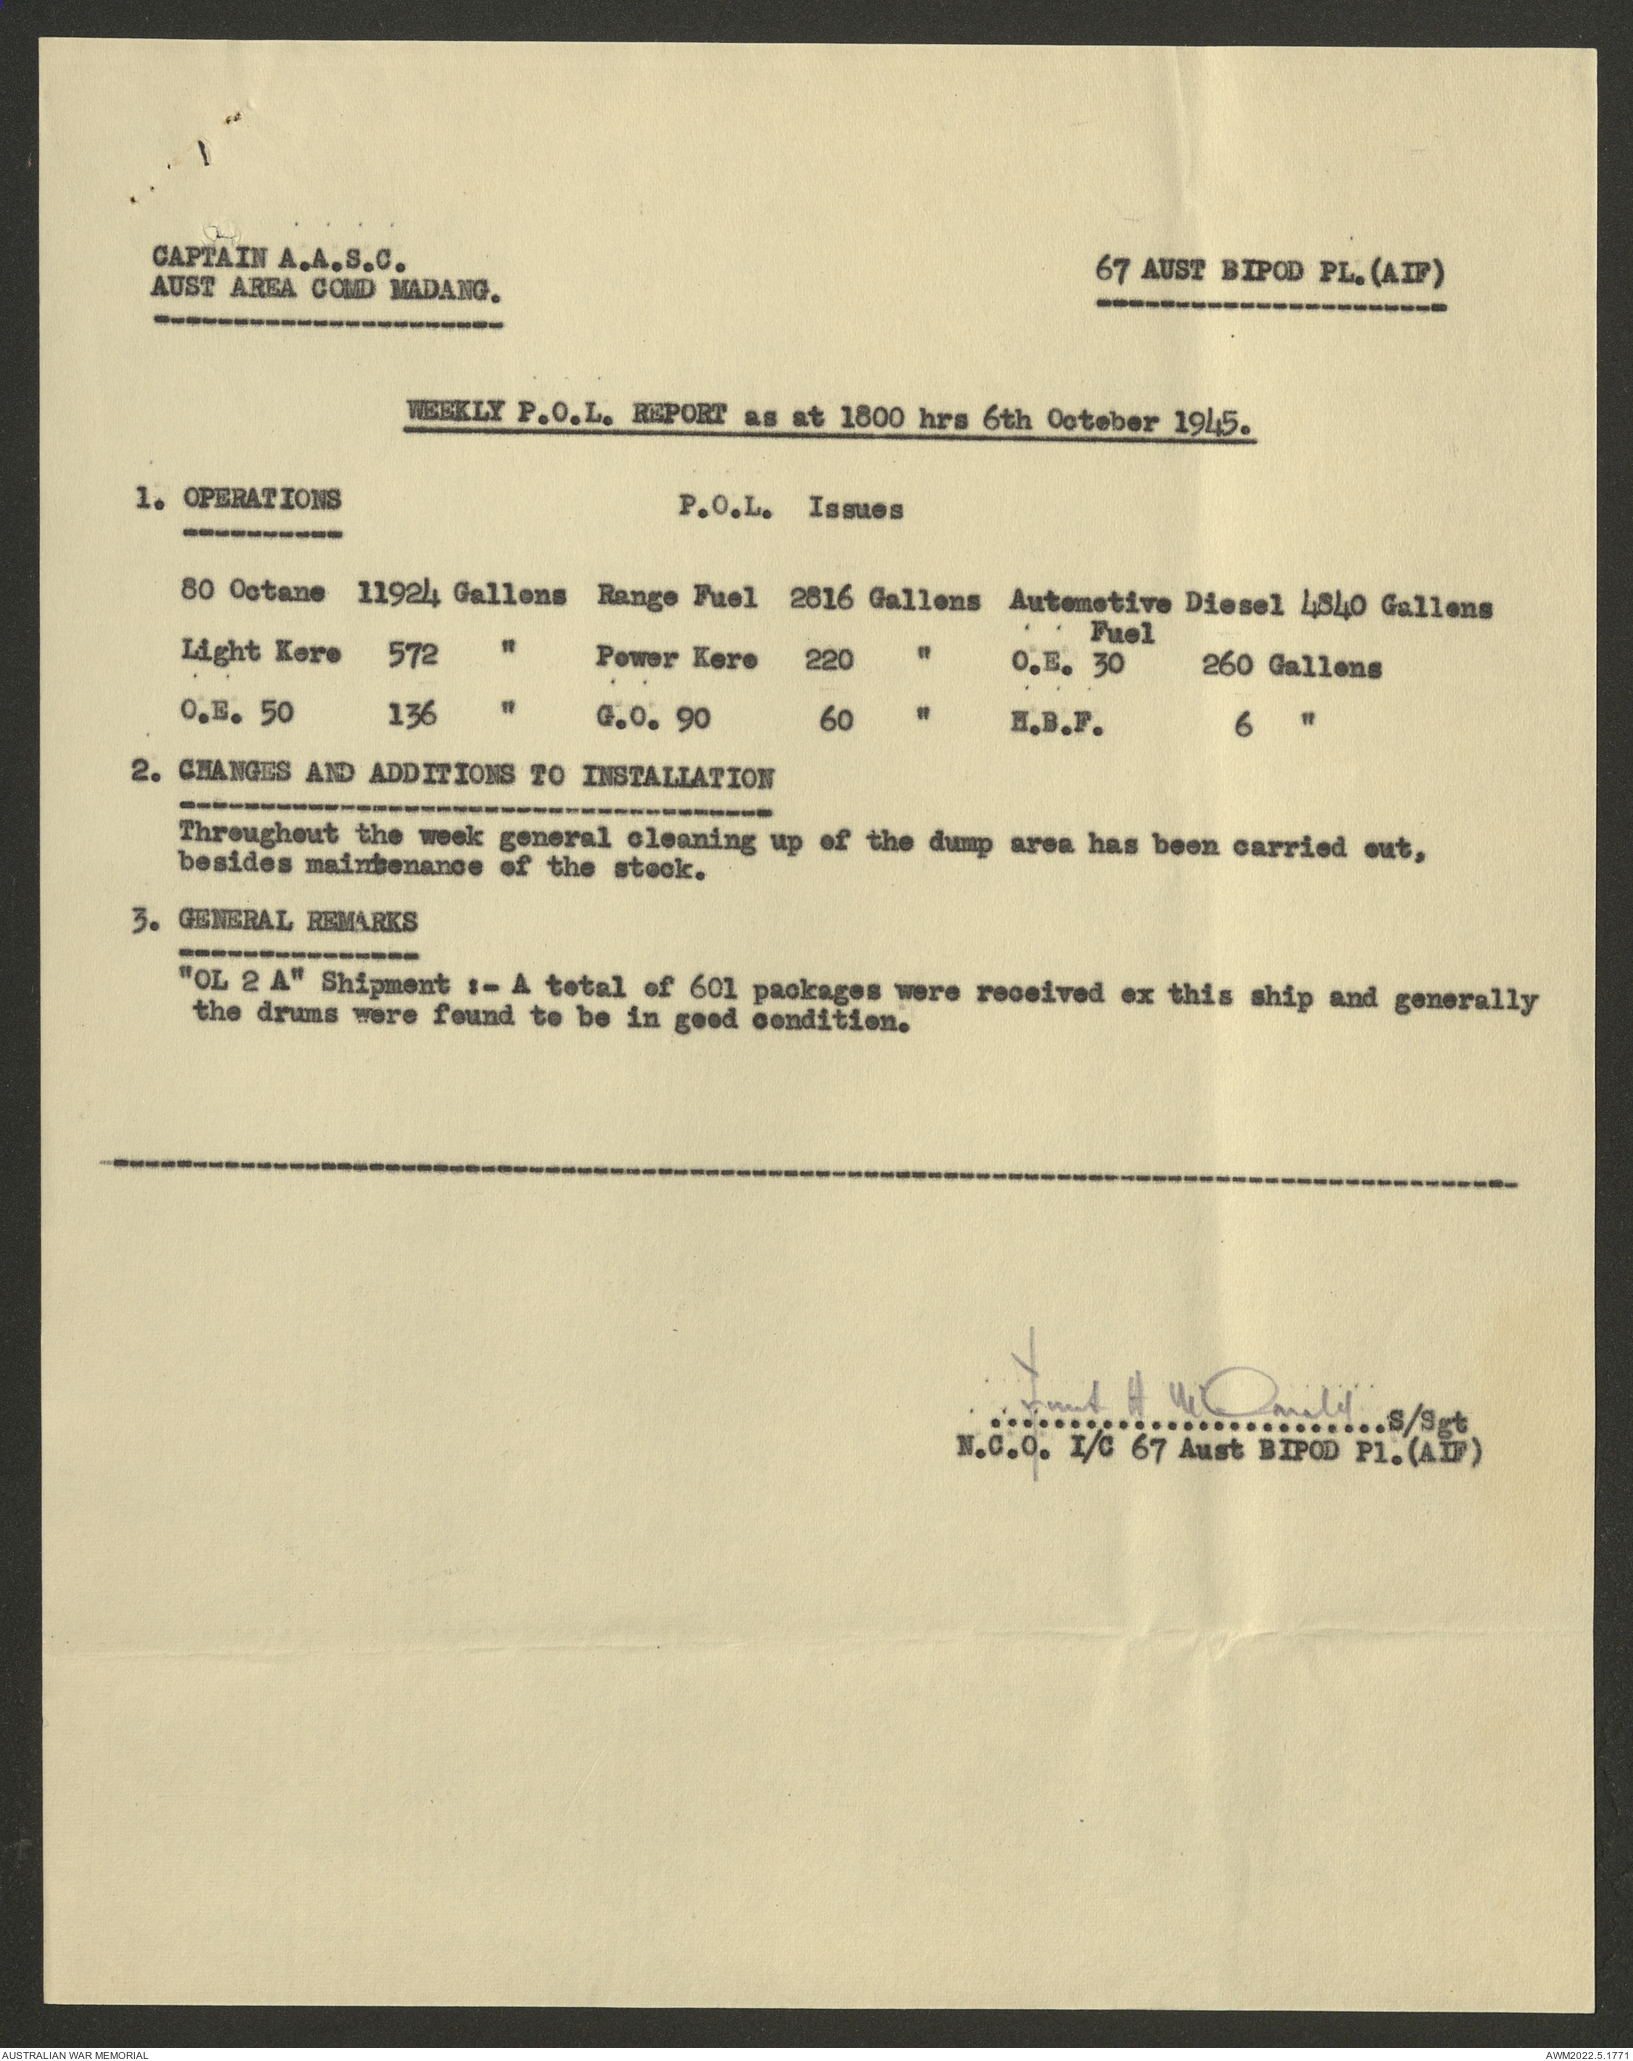 CAPTAIN A.A.S.C.
AUST AREA COMD MADANG.
67 AUST BIPOD PL.(AIF)
WEEKLY P.O.L. REPORT as at 1800 hrs 6th October 1945.
1. OPERATIONS
P.O.L. Issues
80 Octane 11924 Gallons Range Fuel 2816 Gallons Automotive Diesel 4840 Gallons
Fuel
Light Kero 572 " Power Kero 220 " O.E. 30 260 Gallons
O.E. 50 136 " G.O. 90 60 " H.B.F. 6 "
2. CHANGES AND ADDITIONS TO INSTALLATION
Throughout the week general cleaning up of the dump area has been carried out,
besides maintenance of the stock.
3. GENERAL REMARKS
"OL 2 A" Shipment :- A total of 601 packages were received ex this ship and generally
the drums were found to be in good condition.
H McDonald
........................S/Sgt
N.C.O. I/C 67 Aust BIPOD Pl.(AIF)
AUSTRALIAN WAR MEMORIAL
AWM2022.5.1771